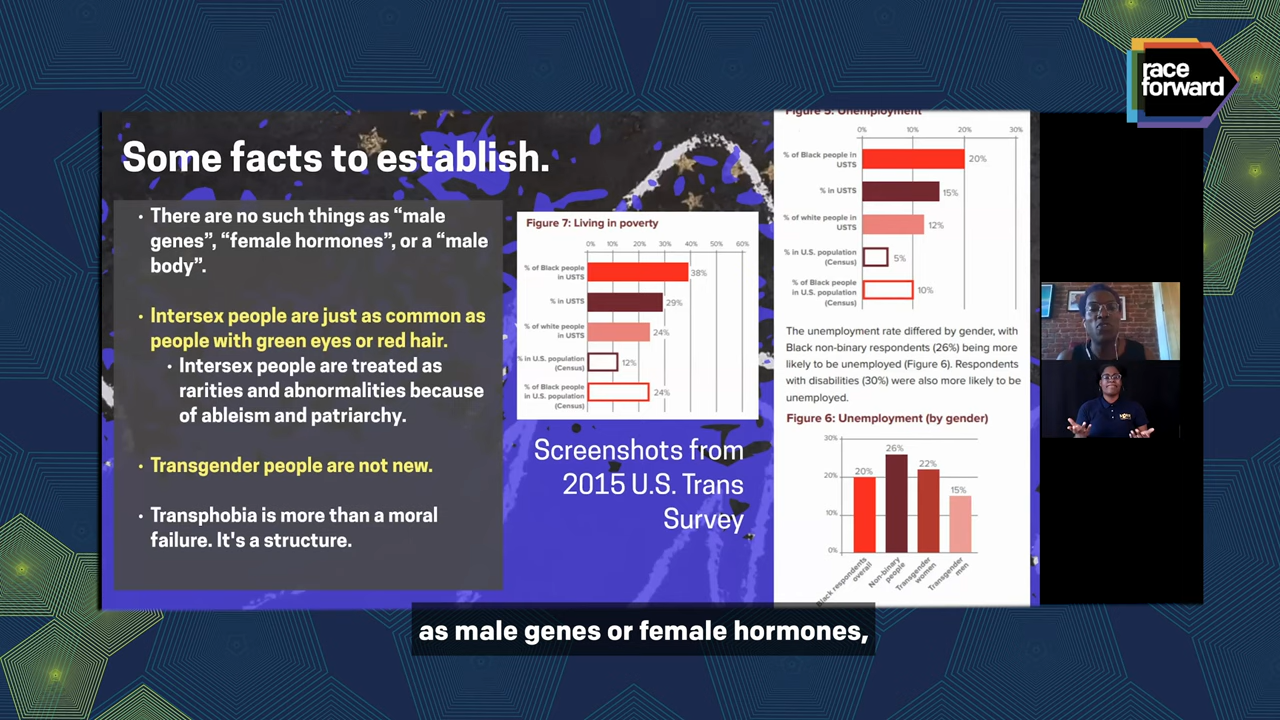 race
forward
Some facts to establish.
• There are no such things as “male
genes”, “female hormones”, or a “male
body”.
• Intersex people are just as common as
people with green eyes or red hair.
• Intersex people are treated as
rarities and abnormalities because
of ableism and patriarchy.
• Transgender people are not new.
• Transphobia is more than a moral
failure. It's a structure.
Figure 7: Living in poverty
0% 10% 20% 30% 40% 50% 60%
% of Black people
in USTS
38%
% in USTS
29%
% of white people
in USTS
24%
% in U.S. population
(Census)
12%
% of Black people
in U.S. population
(Census)
24%
Screenshots from
2015 U.S. Trans
Survey
Figure 5: Unemployment
0% 10% 20% 30%
% of Black people in
USTS
20%
% in USTS
15%
% of white people in
USTS
12%
% in U.S. population
(Census)
5%
% of Black people
in U.S. population
(Census)
10%
The unemployment rate differed by gender, with
Black non-binary respondents (26%) being more
likely to be unemployed (Figure 6). Respondents
with disabilities (30%) were also more likely to be
unemployed.
Figure 6: Unemployment (by gender)
30%
20%
10%
0%
20%
26%
22%
15%
Black respondents
overall
Non-binary
people
Transgender
women
Transgender
men
as male genes or female hormones,